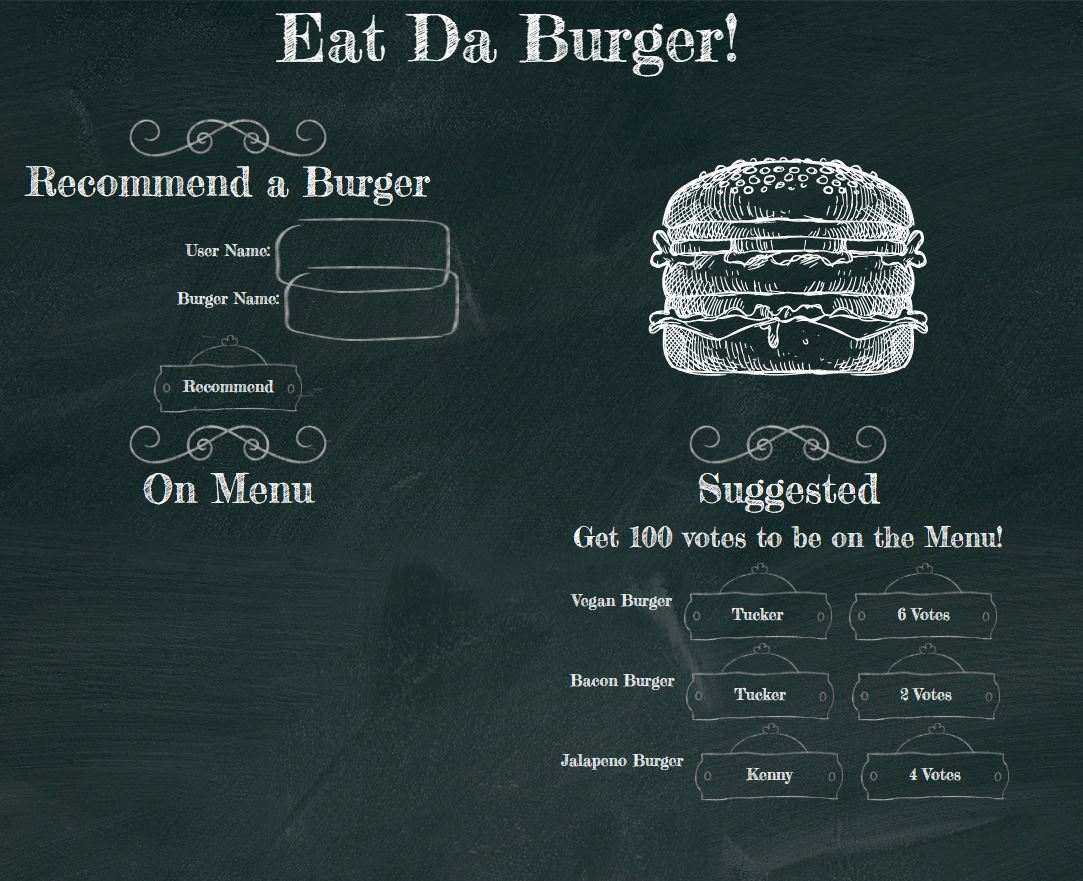 Eat Da Burger!
Recommend a Burger
User Name:
Burger Name:
Recommend
On Menu
Suggested
Get 100 votes to be on the Menu!
Vegan Burger Tucker 6 Votes
Bacon Burger Tucker 2 Votes
Jalapeno Burger Kenny 4 Votes